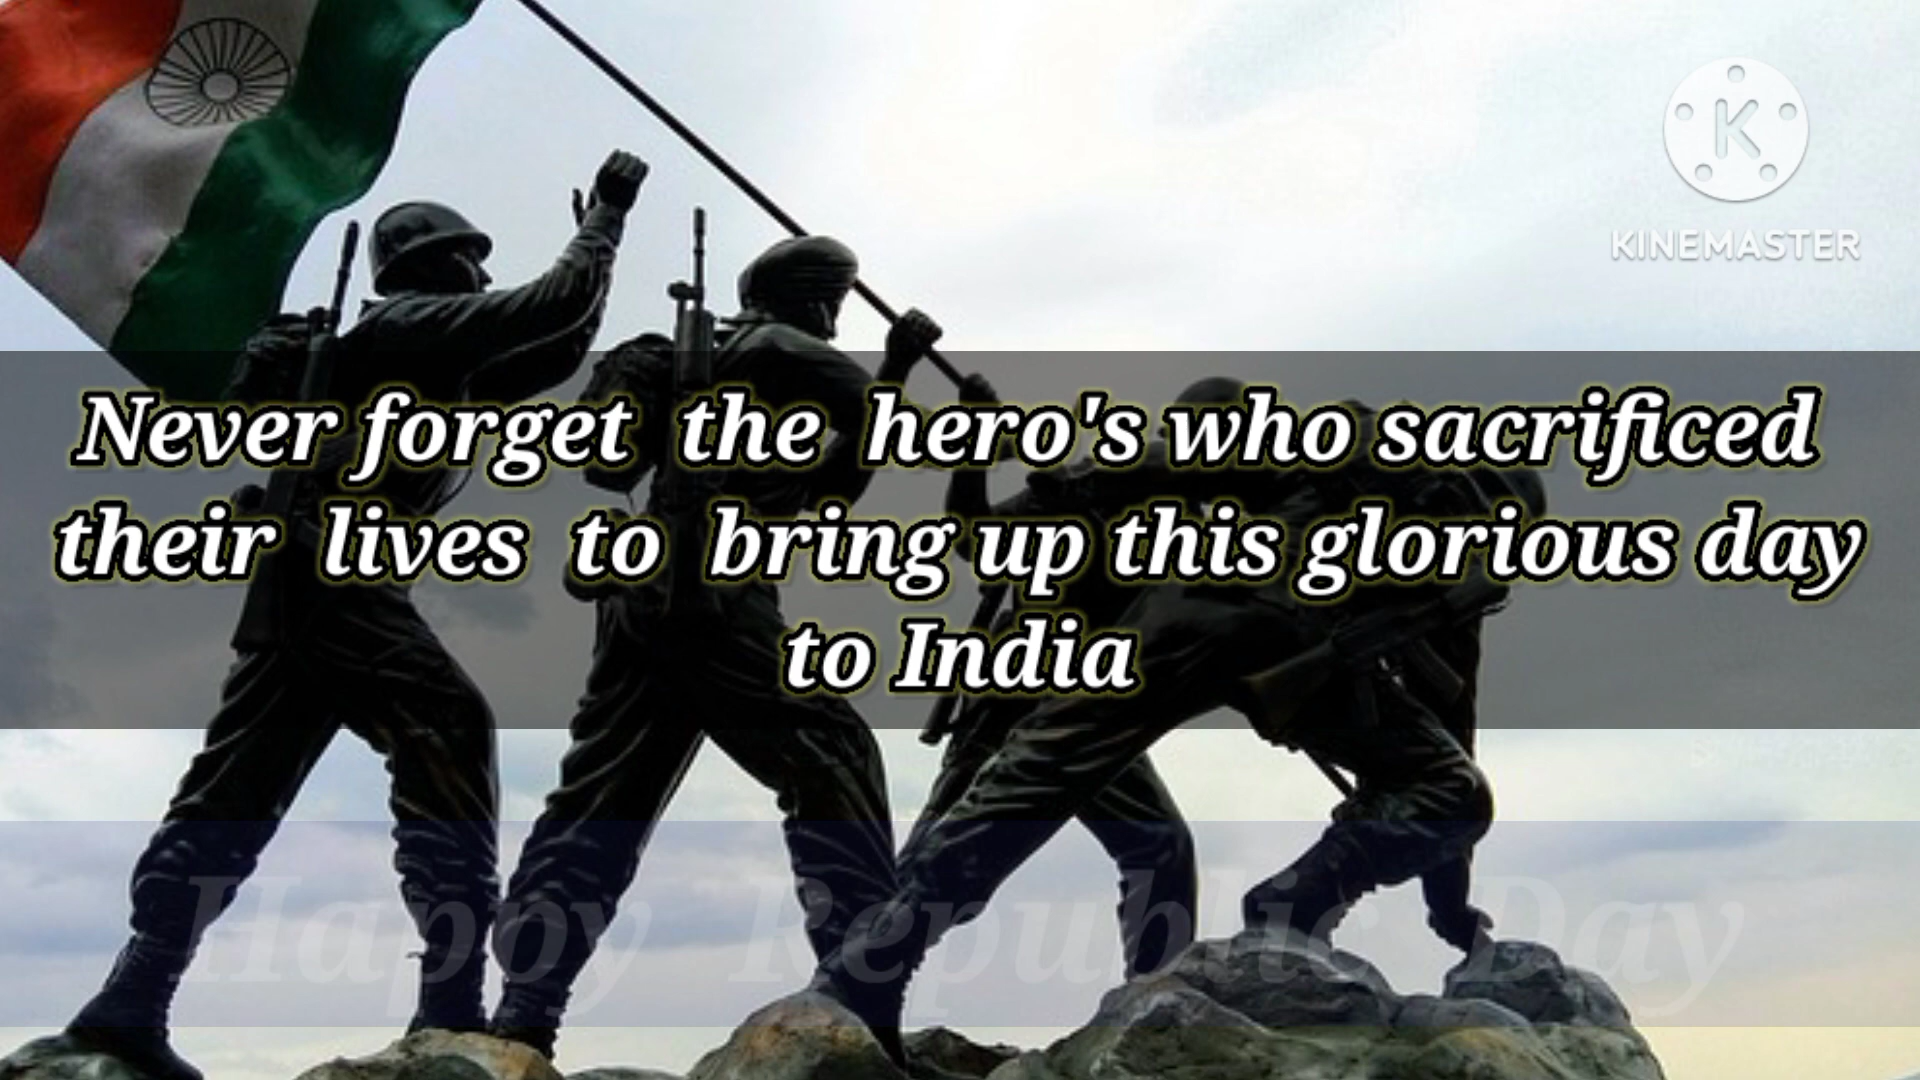 K
KINEMASTER
Never forget the hero's who sacrificed
their lives to bring up this glorious day
to India
Happy Republic Day